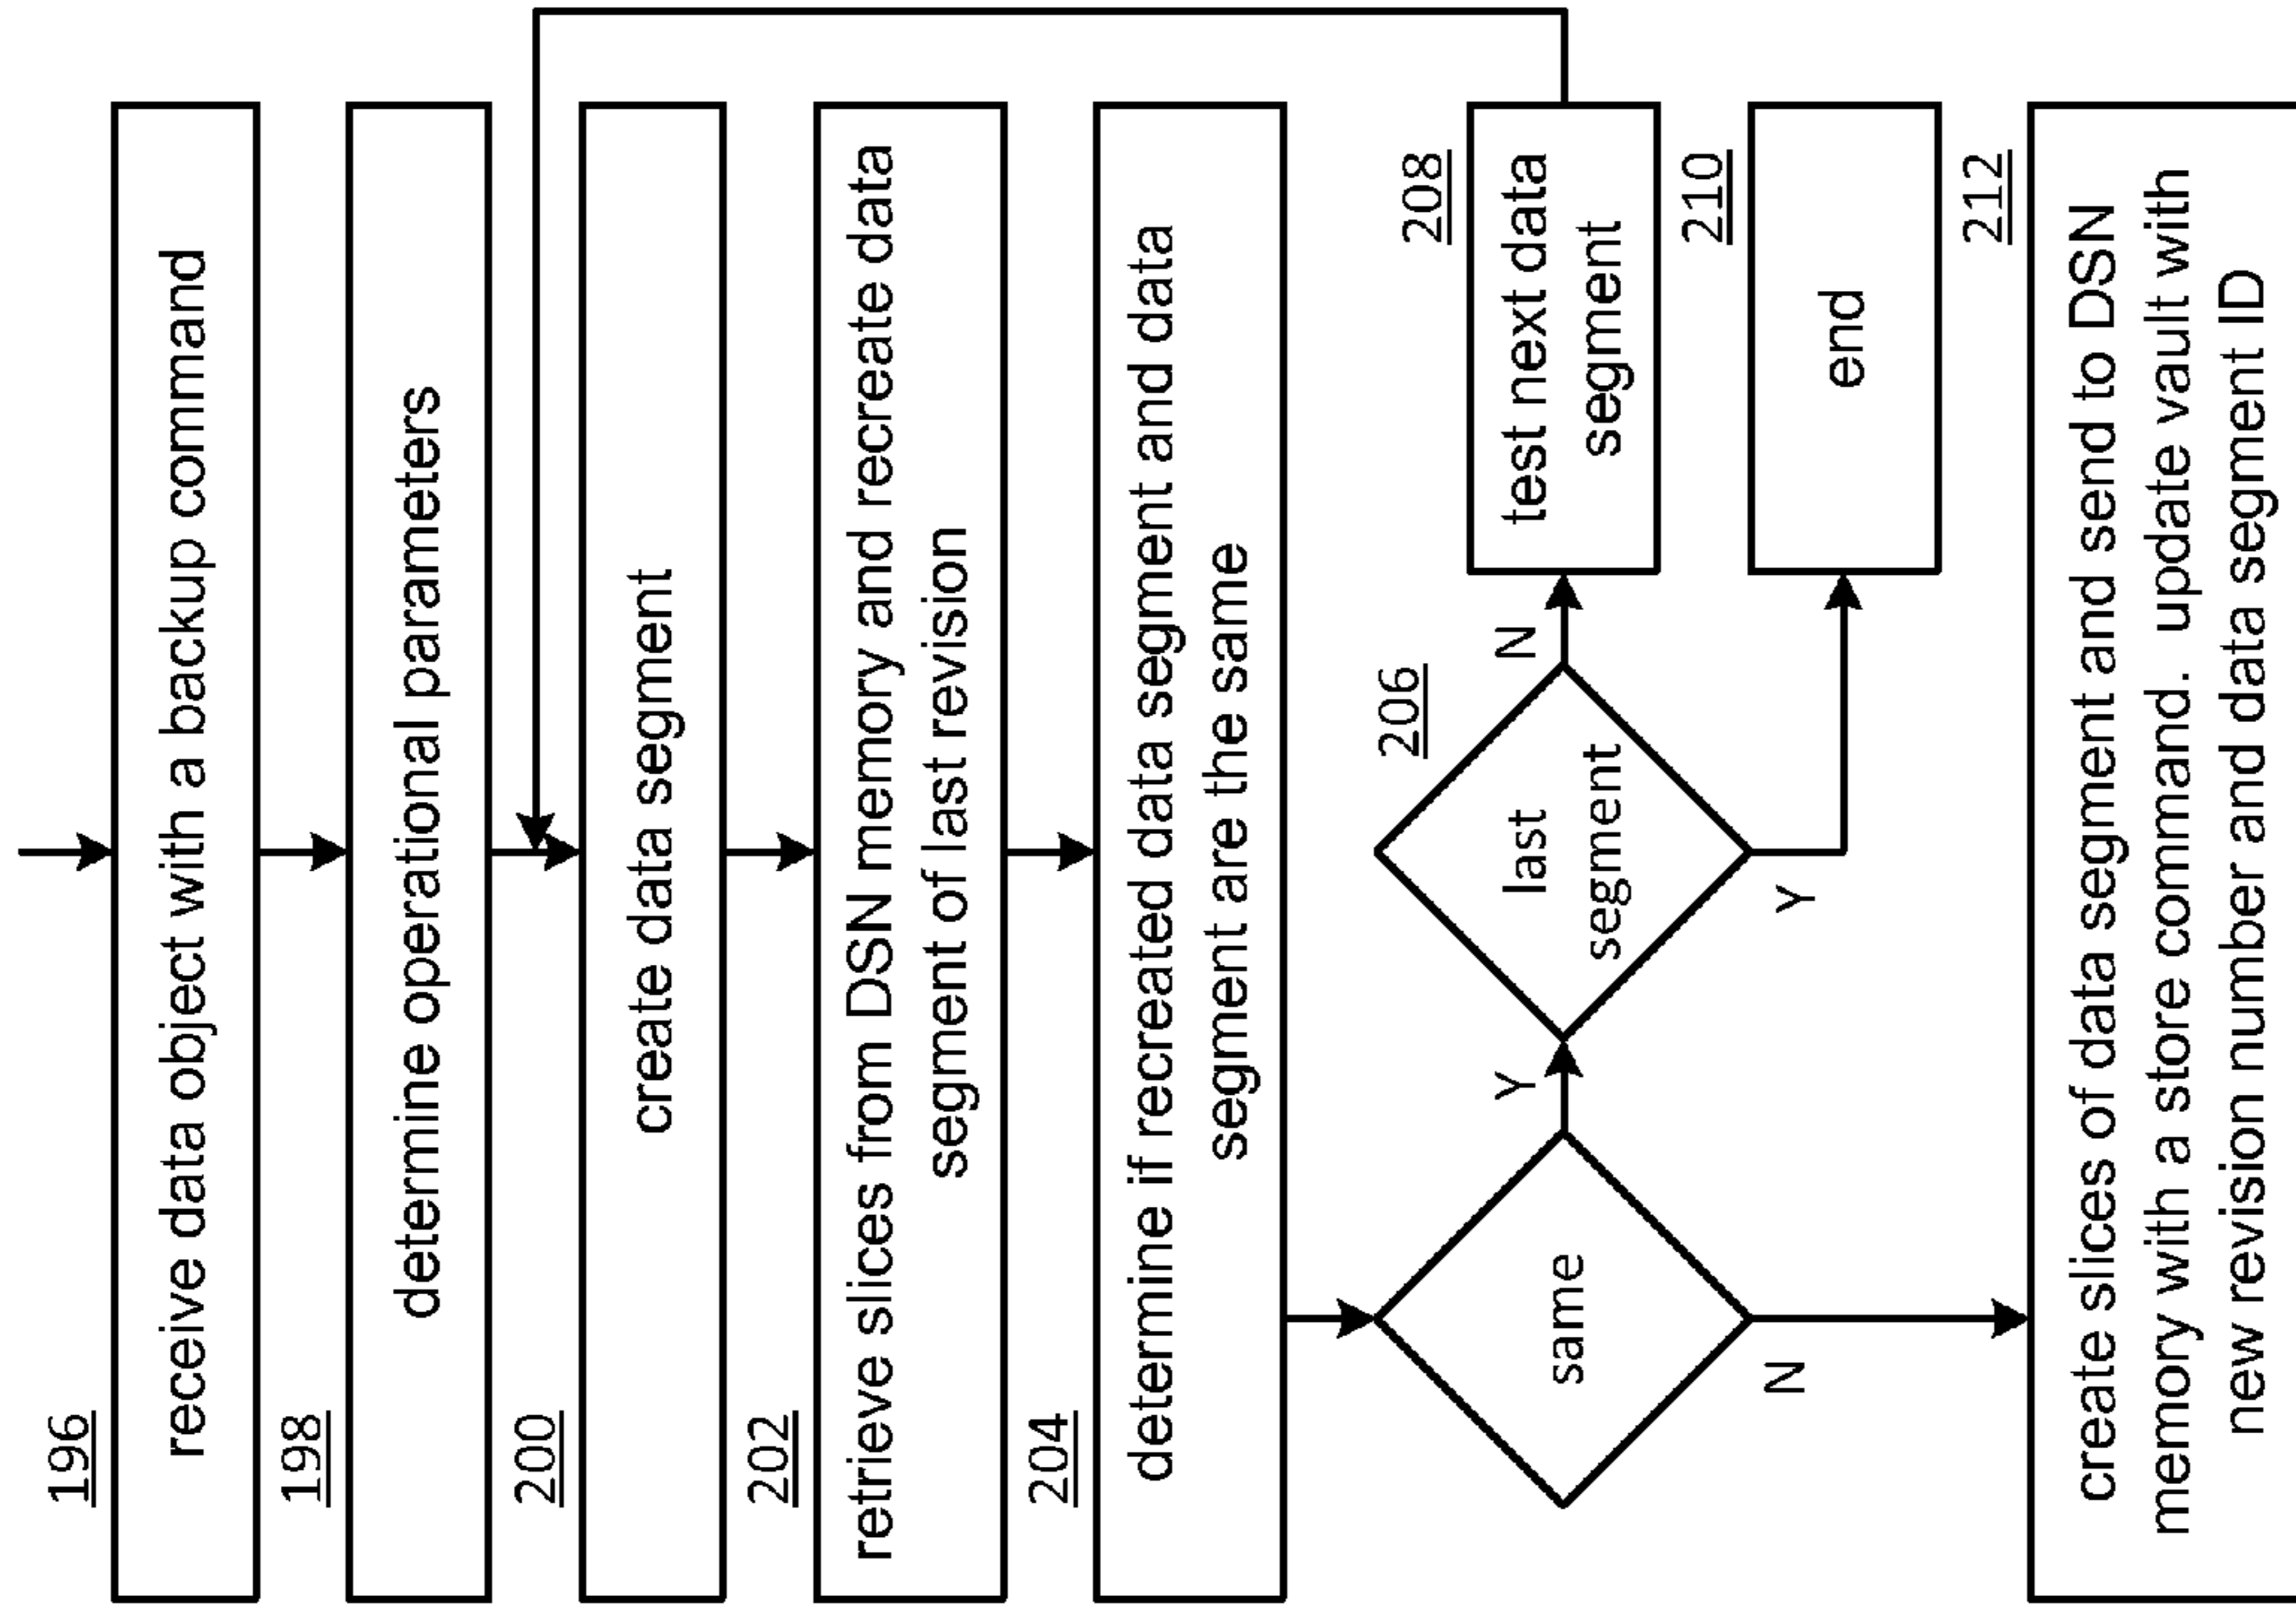 196
receive data object with a backup command
198
determine operational parameters
200
create data segment
202
retrieve slices from DSN memory and recreate data
segment of last revision
204
determine if recreated data segment and data
segment are the same
same
Y
N
206
last
segment
N
Y
208
test next data
segment
210
end
212
create slices of data segment and send to DSN
memory with a store command.  update vault with
new revision number and data segment ID